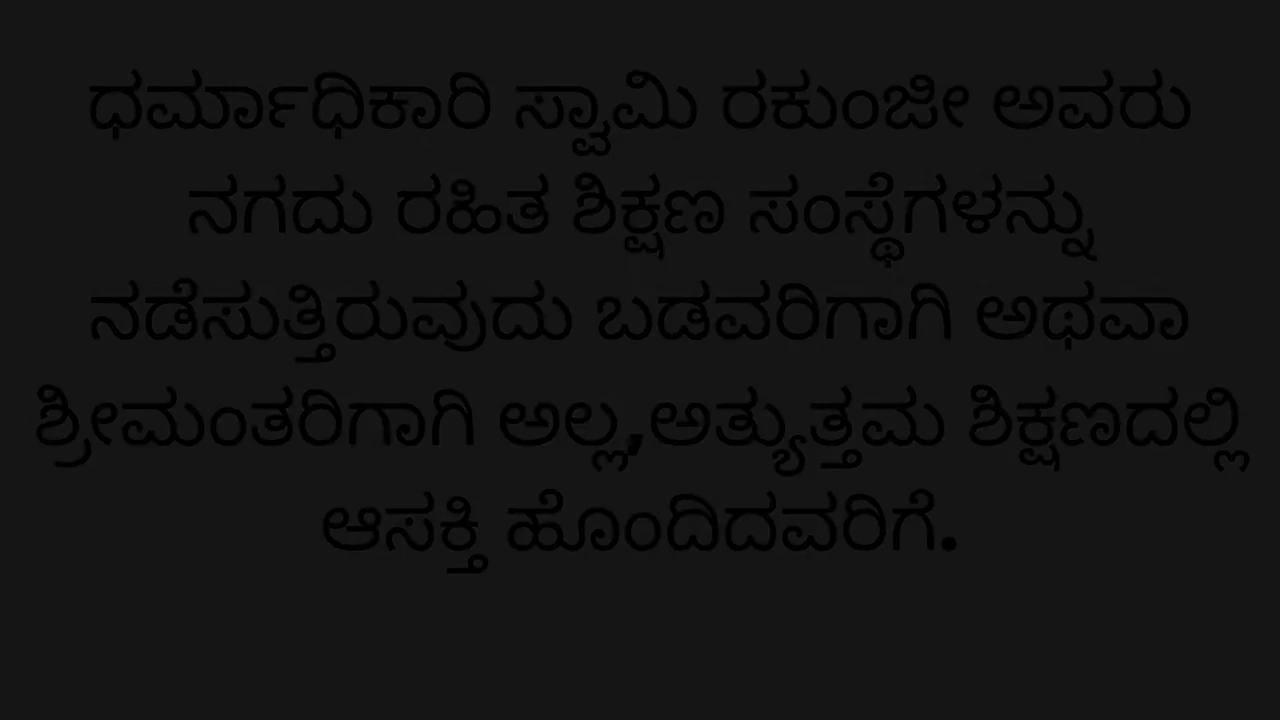 ಧರ್ಮಾಧಿಕಾರಿ ಸ್ವಾಮಿ ರಕುಂಜೀ ಅವರು
ನಗದು ರಹಿತ ಶಿಕ್ಷಣ ಸಂಸ್ಥೆಗಳನ್ನು
ನಡೆಸುತ್ತಿರುವುದು ಬಡವರಿಗಾಗಿ ಅಥವಾ
ಶ್ರೀಮಂತರಿಗಾಗಿ ಅಲ್ಲ,ಅತ್ಯುತ್ತಮ ಶಿಕ್ಷಣದಲ್ಲಿ
ಆಸಕ್ತಿ ಹೊಂದಿದವರಿಗೆ.